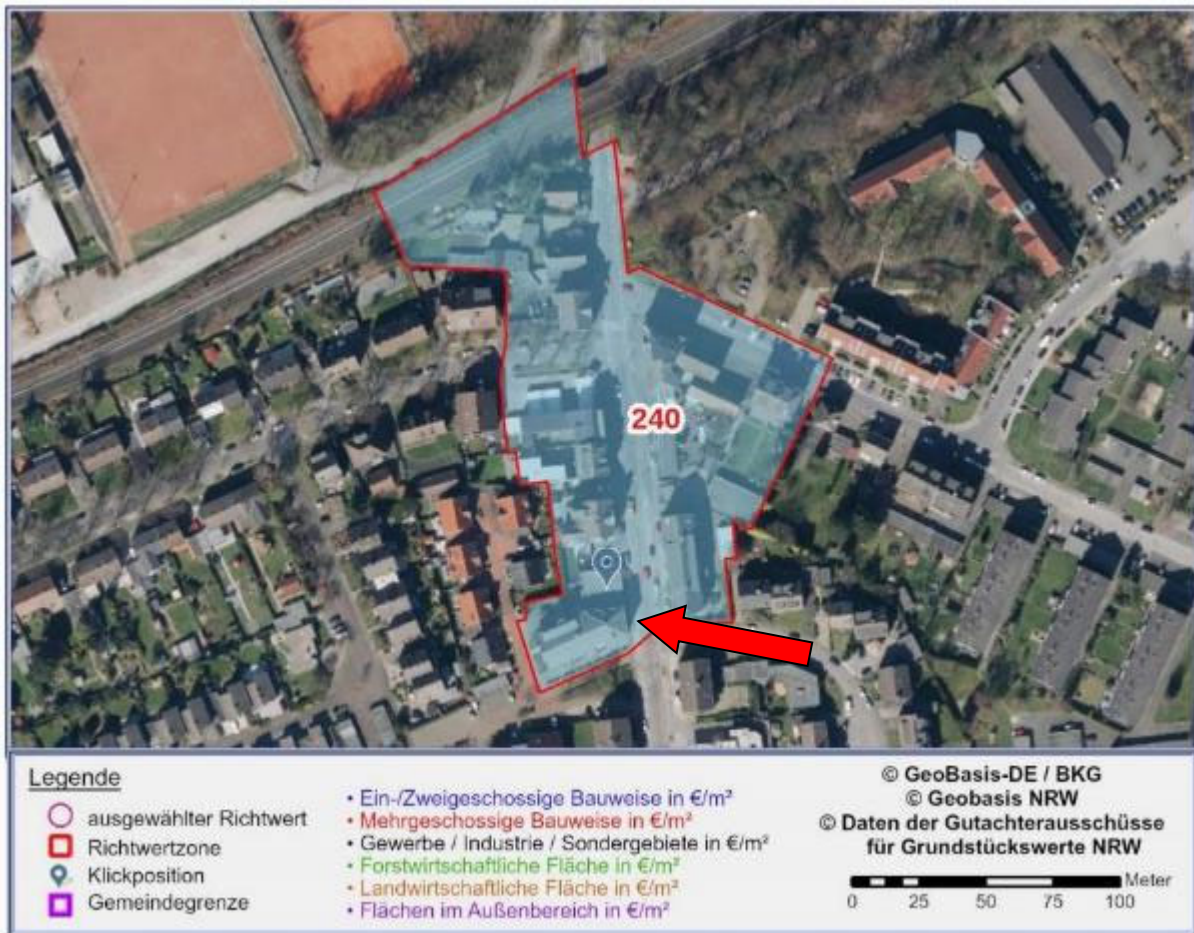 240
Legende
ausgewählter Richtwert
Richtwertzone
Klickposition
Gemeindegrenze
• Ein-/Zweigeschossige Bauweise in €/m²
• Mehrgeschossige Bauweise in €/m²
• Gewerbe / Industrie / Sondergebiete in €/m²
• Forstwirtschaftliche Fläche in €/m²
• Landwirtschaftliche Fläche in €/m²
• Flächen im Außenbereich in €/m²
© GeoBasis-DE / BKG
© Geobasis NRW
© Daten der Gutachterausschüsse
für Grundstückswerte NRW
Meter
0 25 50 75 100